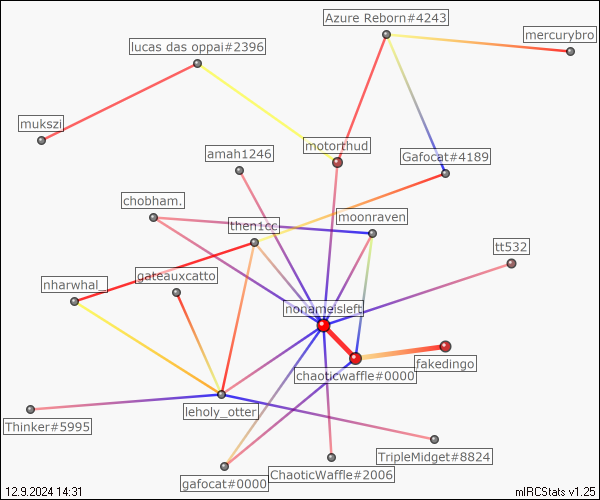 Azure Reborn#4243
mercurybro
lucas das oppai#2396
mukszi
motorthud
amah1246
Gafocat#4189
chobham.
moonraven
then1cc
tt532
gateauxcatto
nharwhal_
nonameisleft
fakedingo
chaoticwaffle#0000
leholy_otter
Thinker#5995
TripleMidget#8824
ChaoticWaffle#2006
gafocat#0000
12.9.2024 14:31
mIRCStats v1.25